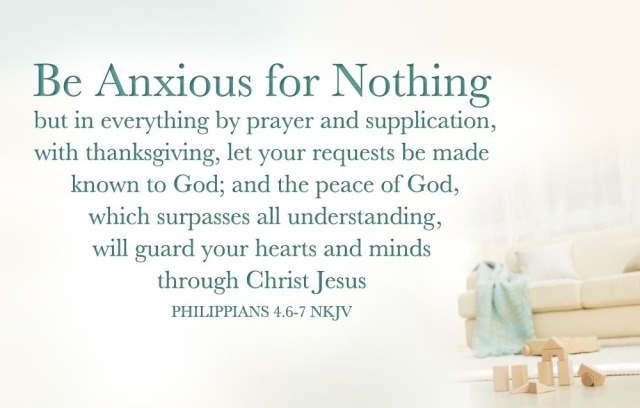 Be Anxious for Nothing
but in everything by prayer and supplication,
with thanksgiving, let your requests be made
known to God; and the peace of God,
which surpasses all understanding,
will guard your hearts and minds
through Christ Jesus
PHILIPPIANS 4.6-7 NKJV